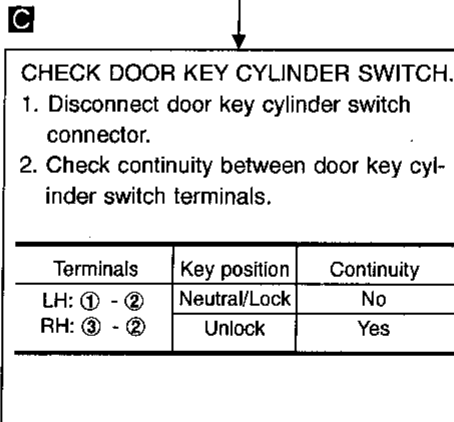 C
CHECK DOOR KEY CYLINDER SWITCH.
1. Disconnect door key cylinder switch
connector.
2. Check continuity between door key cyl-
inder switch terminals.
Terminals Key position Continuity
LH: ① - ② Neutral/Lock No
RH: ③ - ② Unlock Yes